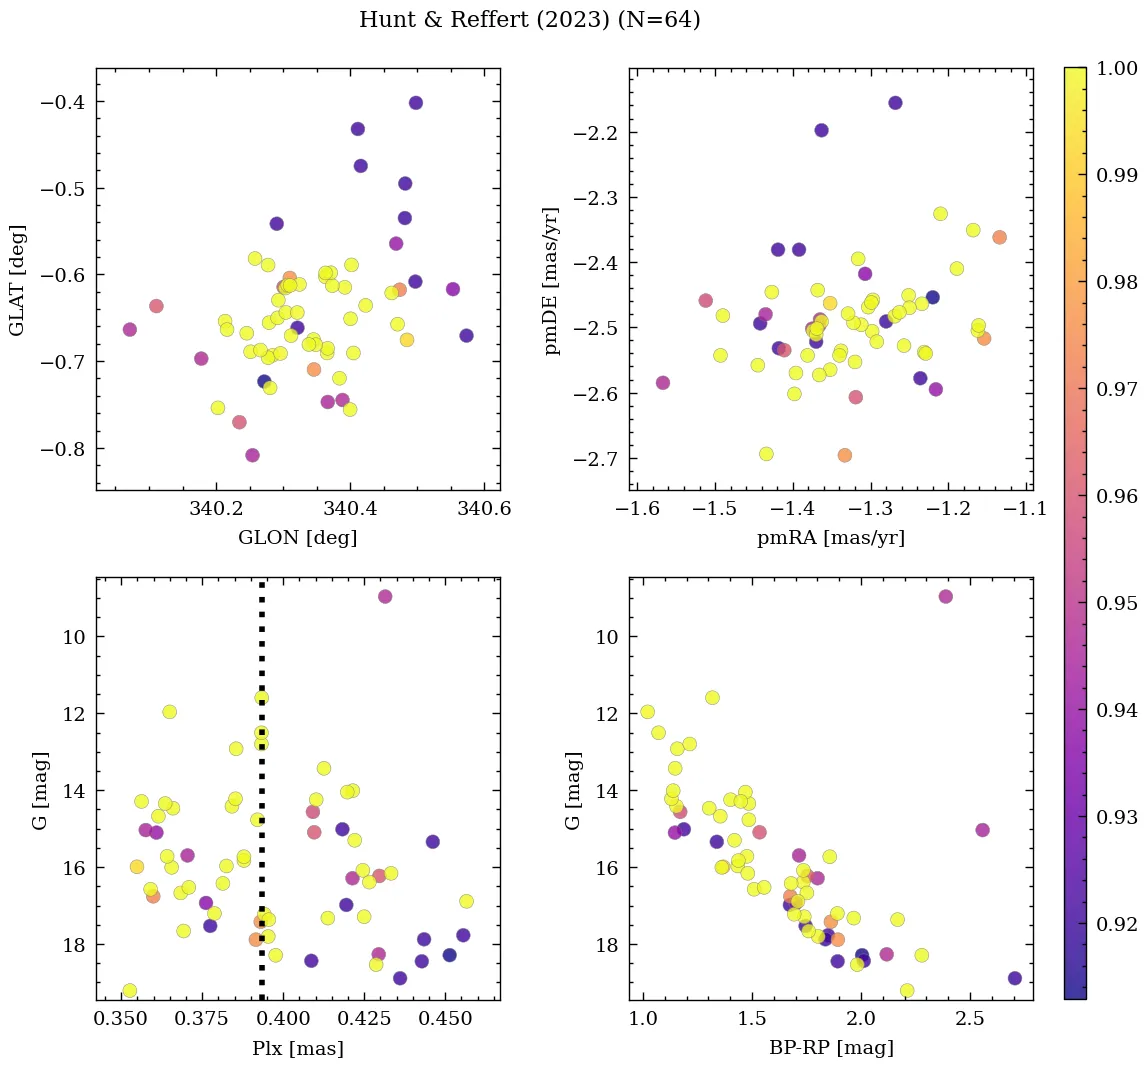 Hunt & Reffert (2023) (N=64)
−0.4
−0.5
−0.6
−0.7
−0.8
GLAT [deg]
340.2 340.4 340.6
GLON [deg]
−2.2
−2.3
−2.4
−2.5
−2.6
−2.7
pmDE [mas/yr]
−1.6 −1.5 −1.4 −1.3 −1.2 −1.1
pmRA [mas/yr]
10
12
14
16
18
G [mag]
0.350 0.375 0.400 0.425 0.450
Plx [mas]
10
12
14
16
18
G [mag]
1.0 1.5 2.0 2.5
BP-RP [mag]
1.00
0.99
0.98
0.97
0.96
0.95
0.94
0.93
0.92